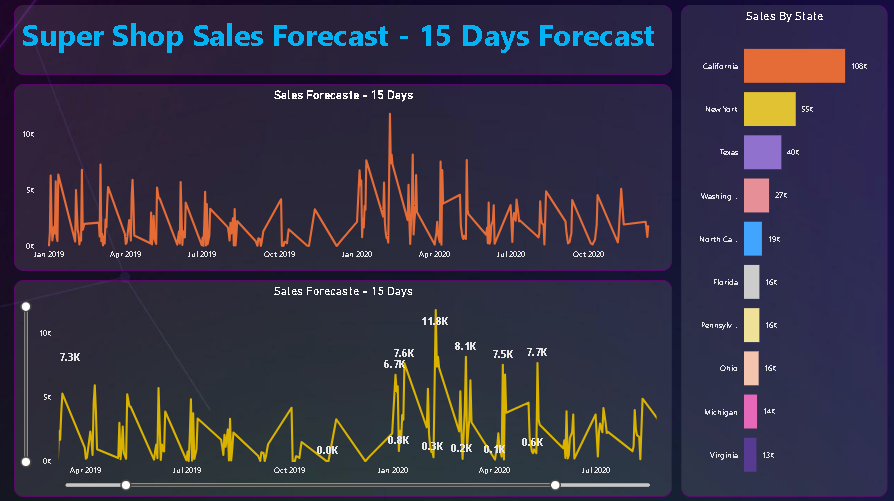 Super Shop Sales Forecast - 15 Days Forecast
Sales Forecaste - 15 Days
10K
5K
0K
Jan 2019 Apr 2019 Jul 2019 Oct 2019 Jan 2020 Apr 2020 Jul 2020 Oct 2020
Sales Forecaste - 15 Days
11.8K
10K
8.1K
7.3K 7.6K 7.5K 7.7K
6.7K
5K
0.8K 0.3K 0.2K 0.1K 0.6K
0.0K
0K
Apr 2019 Jul 2019 Oct 2019 Jan 2020 Apr 2020 Jul 2020
Sales By State
California 108K
New York 55K
Texas 40K
Washing... 27K
North Ca... 19K
Florida 16K
Pennsylv... 16K
Ohio 16K
Michigan 14K
Virginia 13K